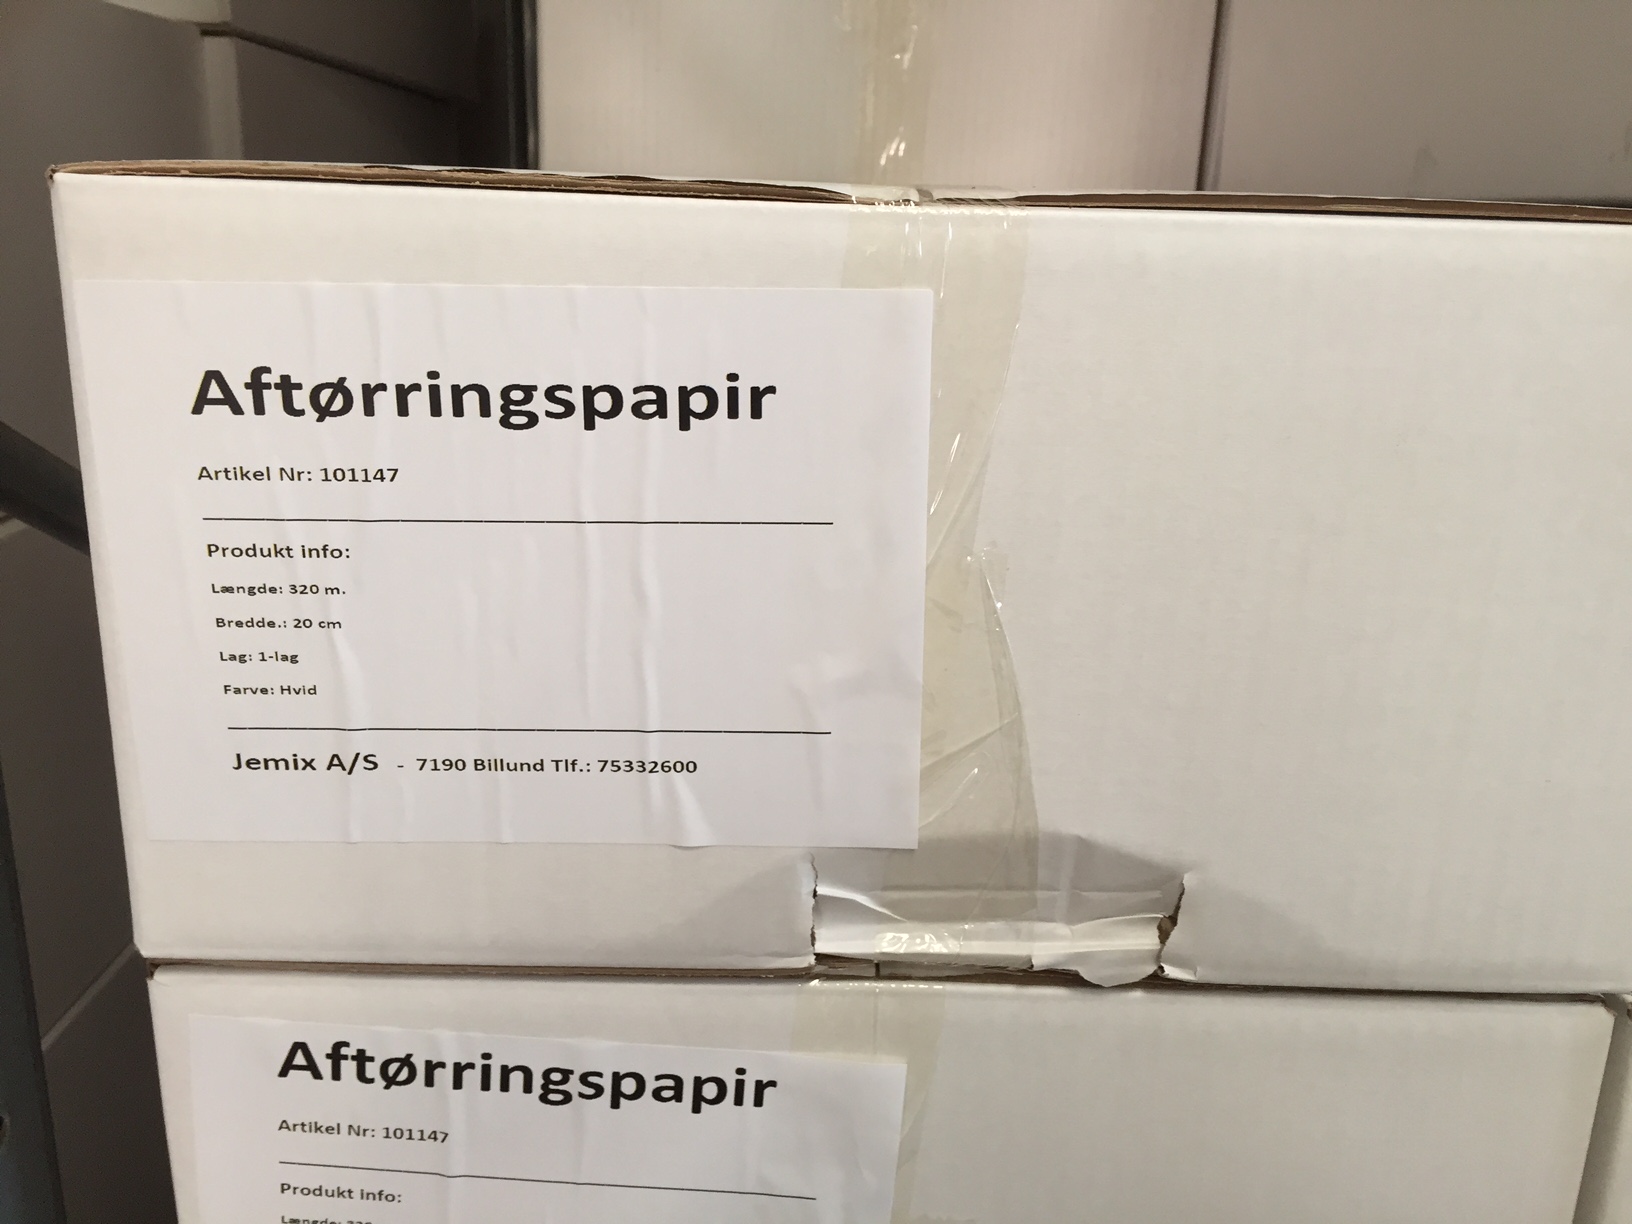 Aftørringspapir
Artikel Nr: 101147
Produkt info:
Længde: 320 m.
Bredde.: 20 cm
Lag: 1-lag
Farve: Hvid
Jemix A/S - 7190 Billund Tlf.: 75332600
Aftørringspapir
Artikel Nr: 101147
Produkt info:
Længde: